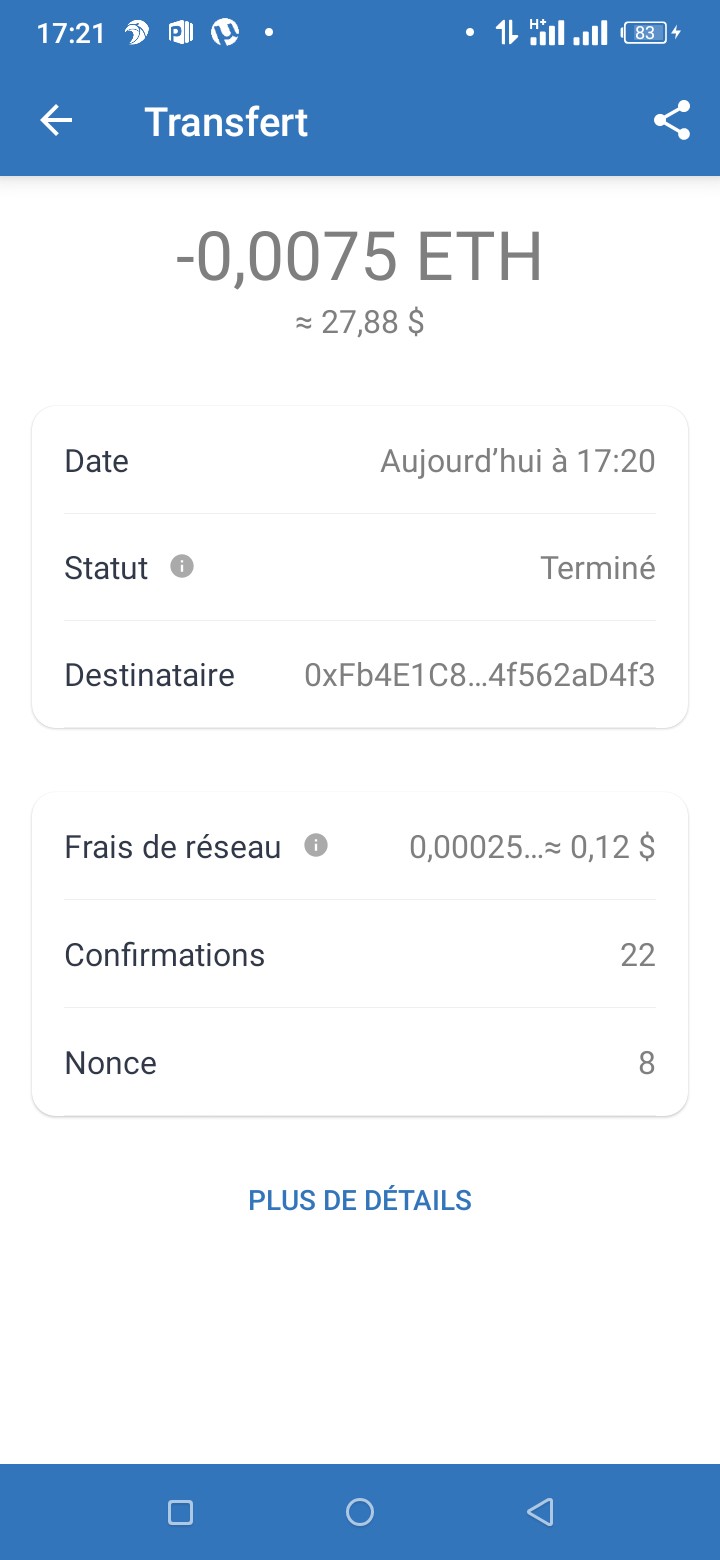 17:21
H+
83
Transfert
-0,0075 ETH
≈ 27,88 $
Date Aujourd’hui à 17:20
Statut Terminé
Destinataire 0xFb4E1C8...4f562aD4f3
Frais de réseau 0,00025...≈ 0,12 $
Confirmations 22
Nonce 8
PLUS DE DÉTAILS